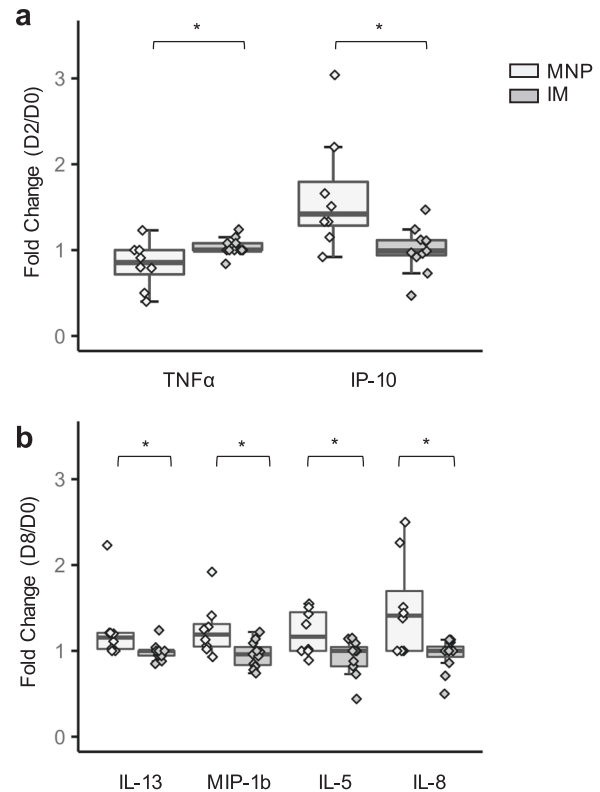 a
* *
MNP
IM
Fold Change (D2/D0)
3
2
1
0
TNFα IP-10
b
* * * *
Fold Change (D8/D0)
3
2
1
0
IL-13 MIP-1b IL-5 IL-8